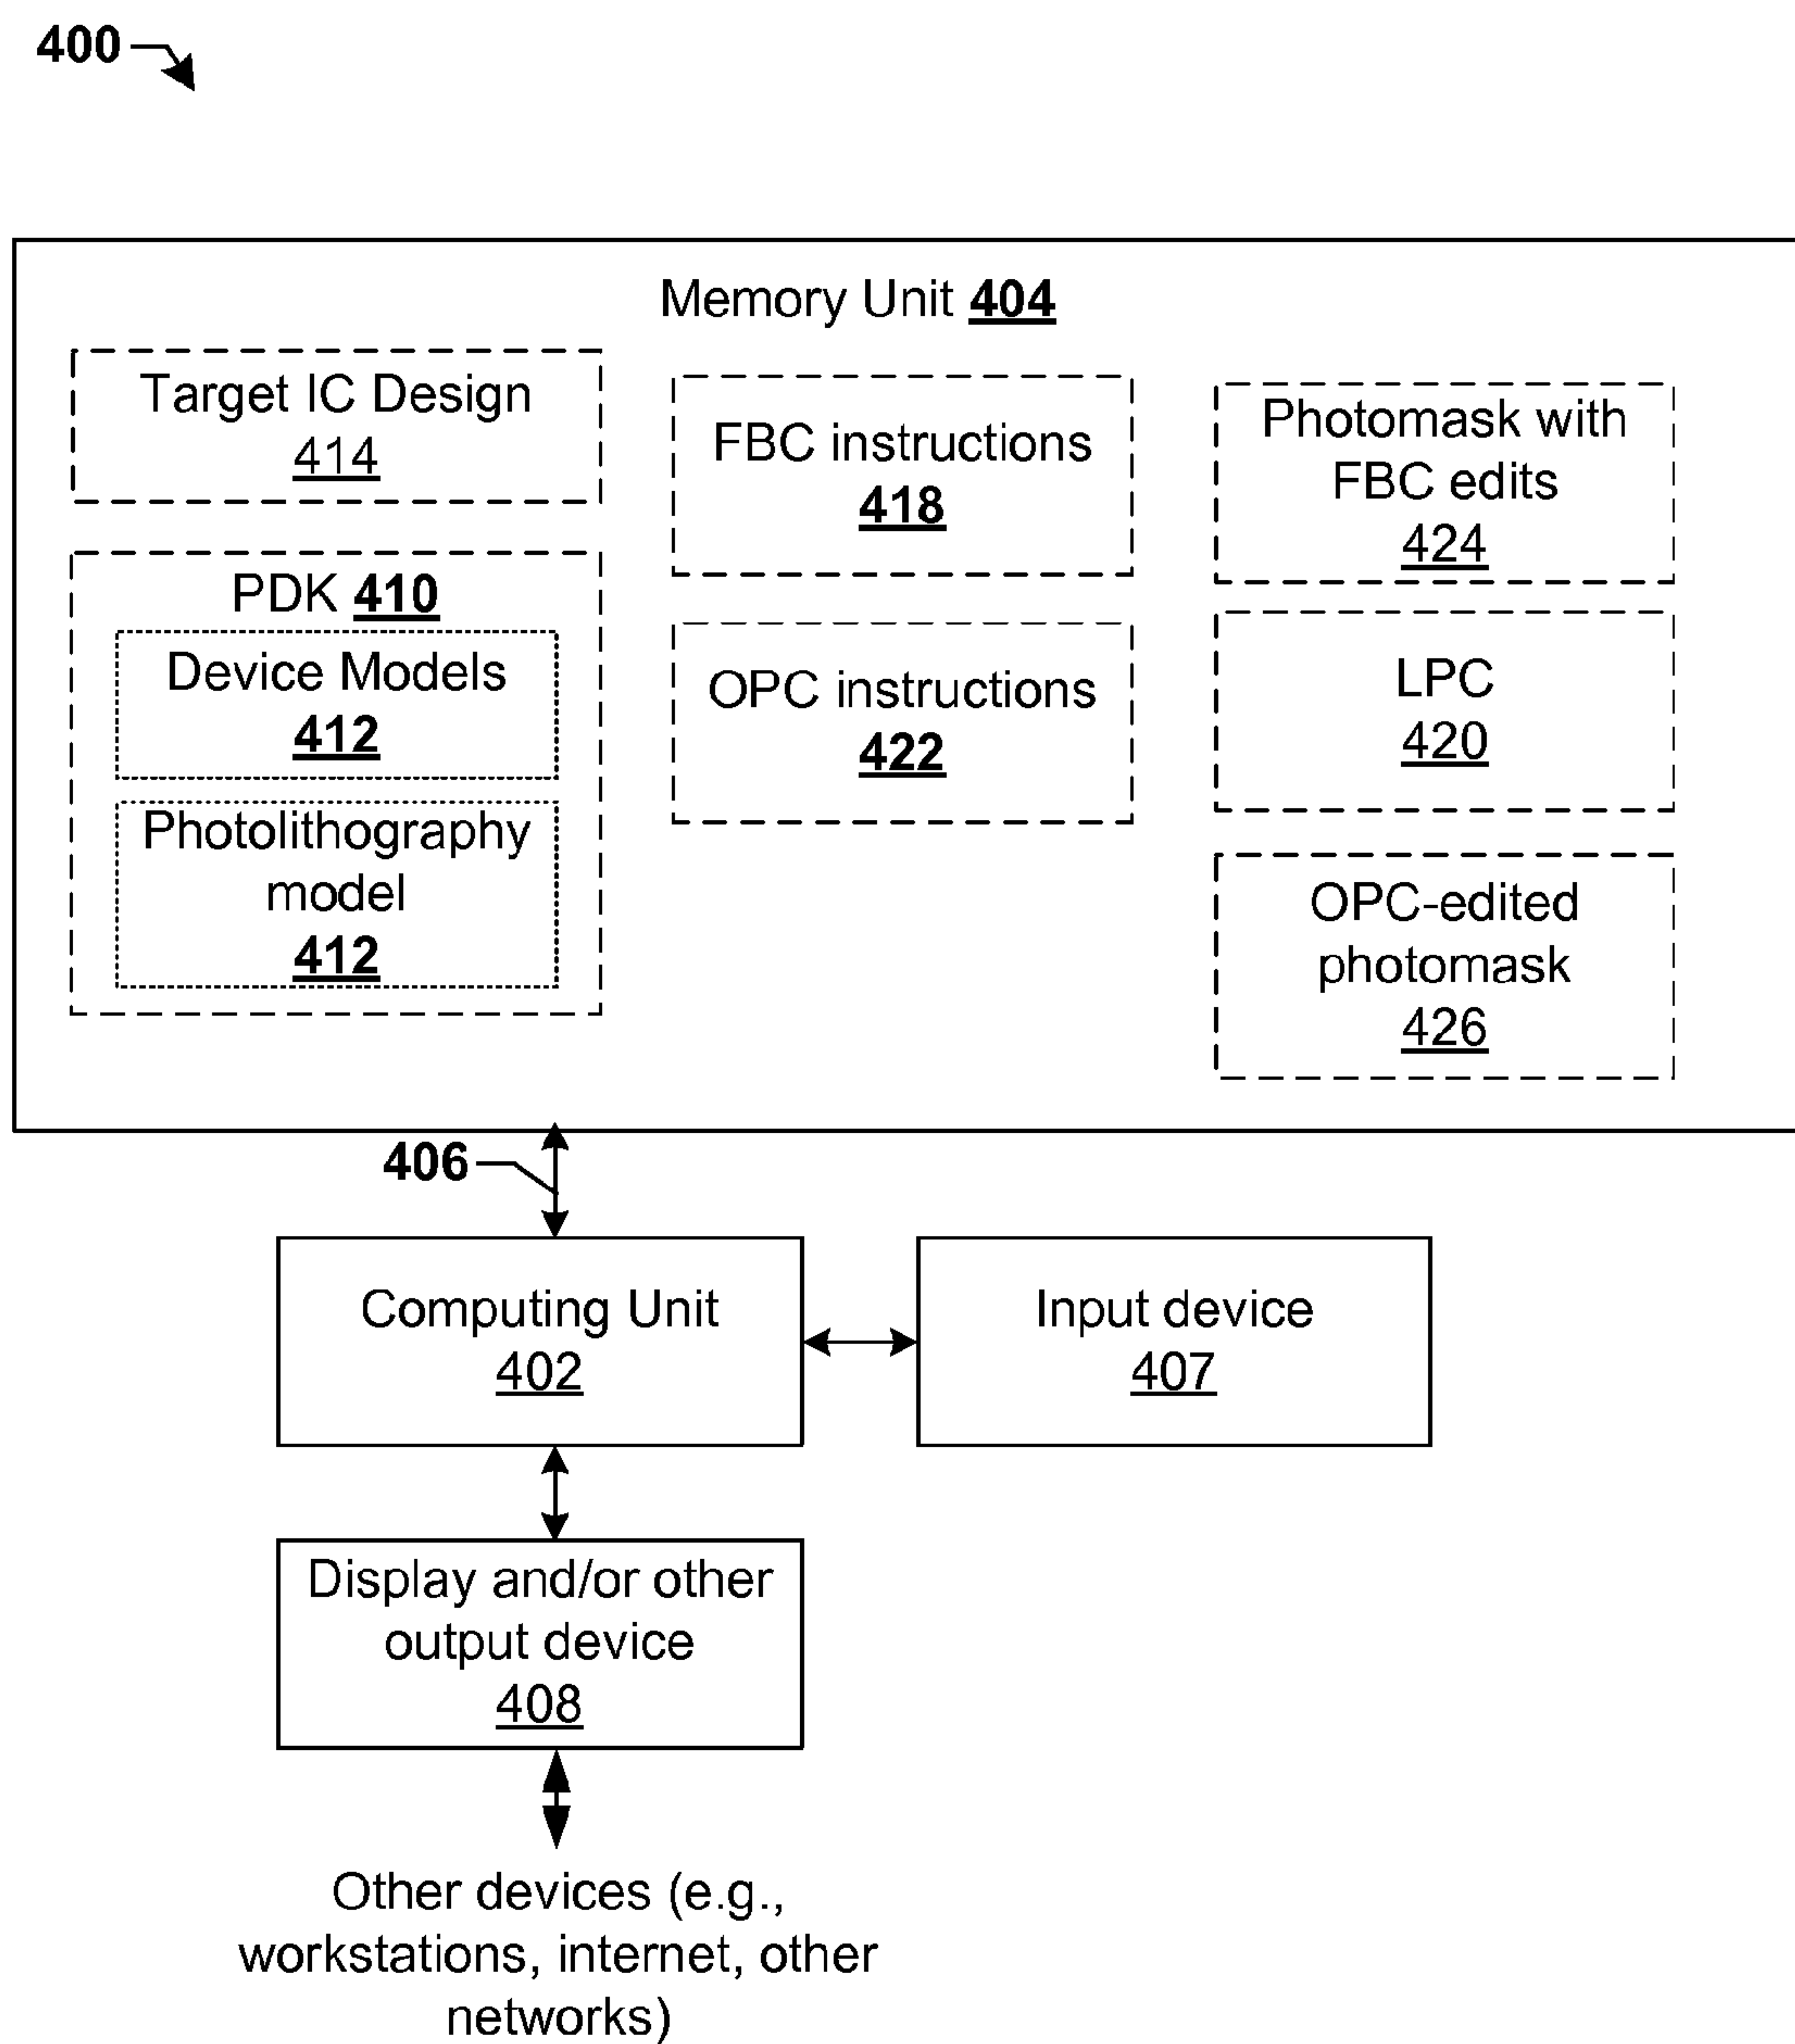 400
Memory Unit 404
Target IC Design
414
PDK 410
Device Models
412
Photolithography
model
412
FBC instructions
418
OPC instructions
422
Photomask with
FBC edits
424
LPC
420
OPC-edited
photomask
426
406
Computing Unit
402
Input device
407
Display and/or other
output device
408
Other devices (e.g.,
workstations, internet, other
networks)